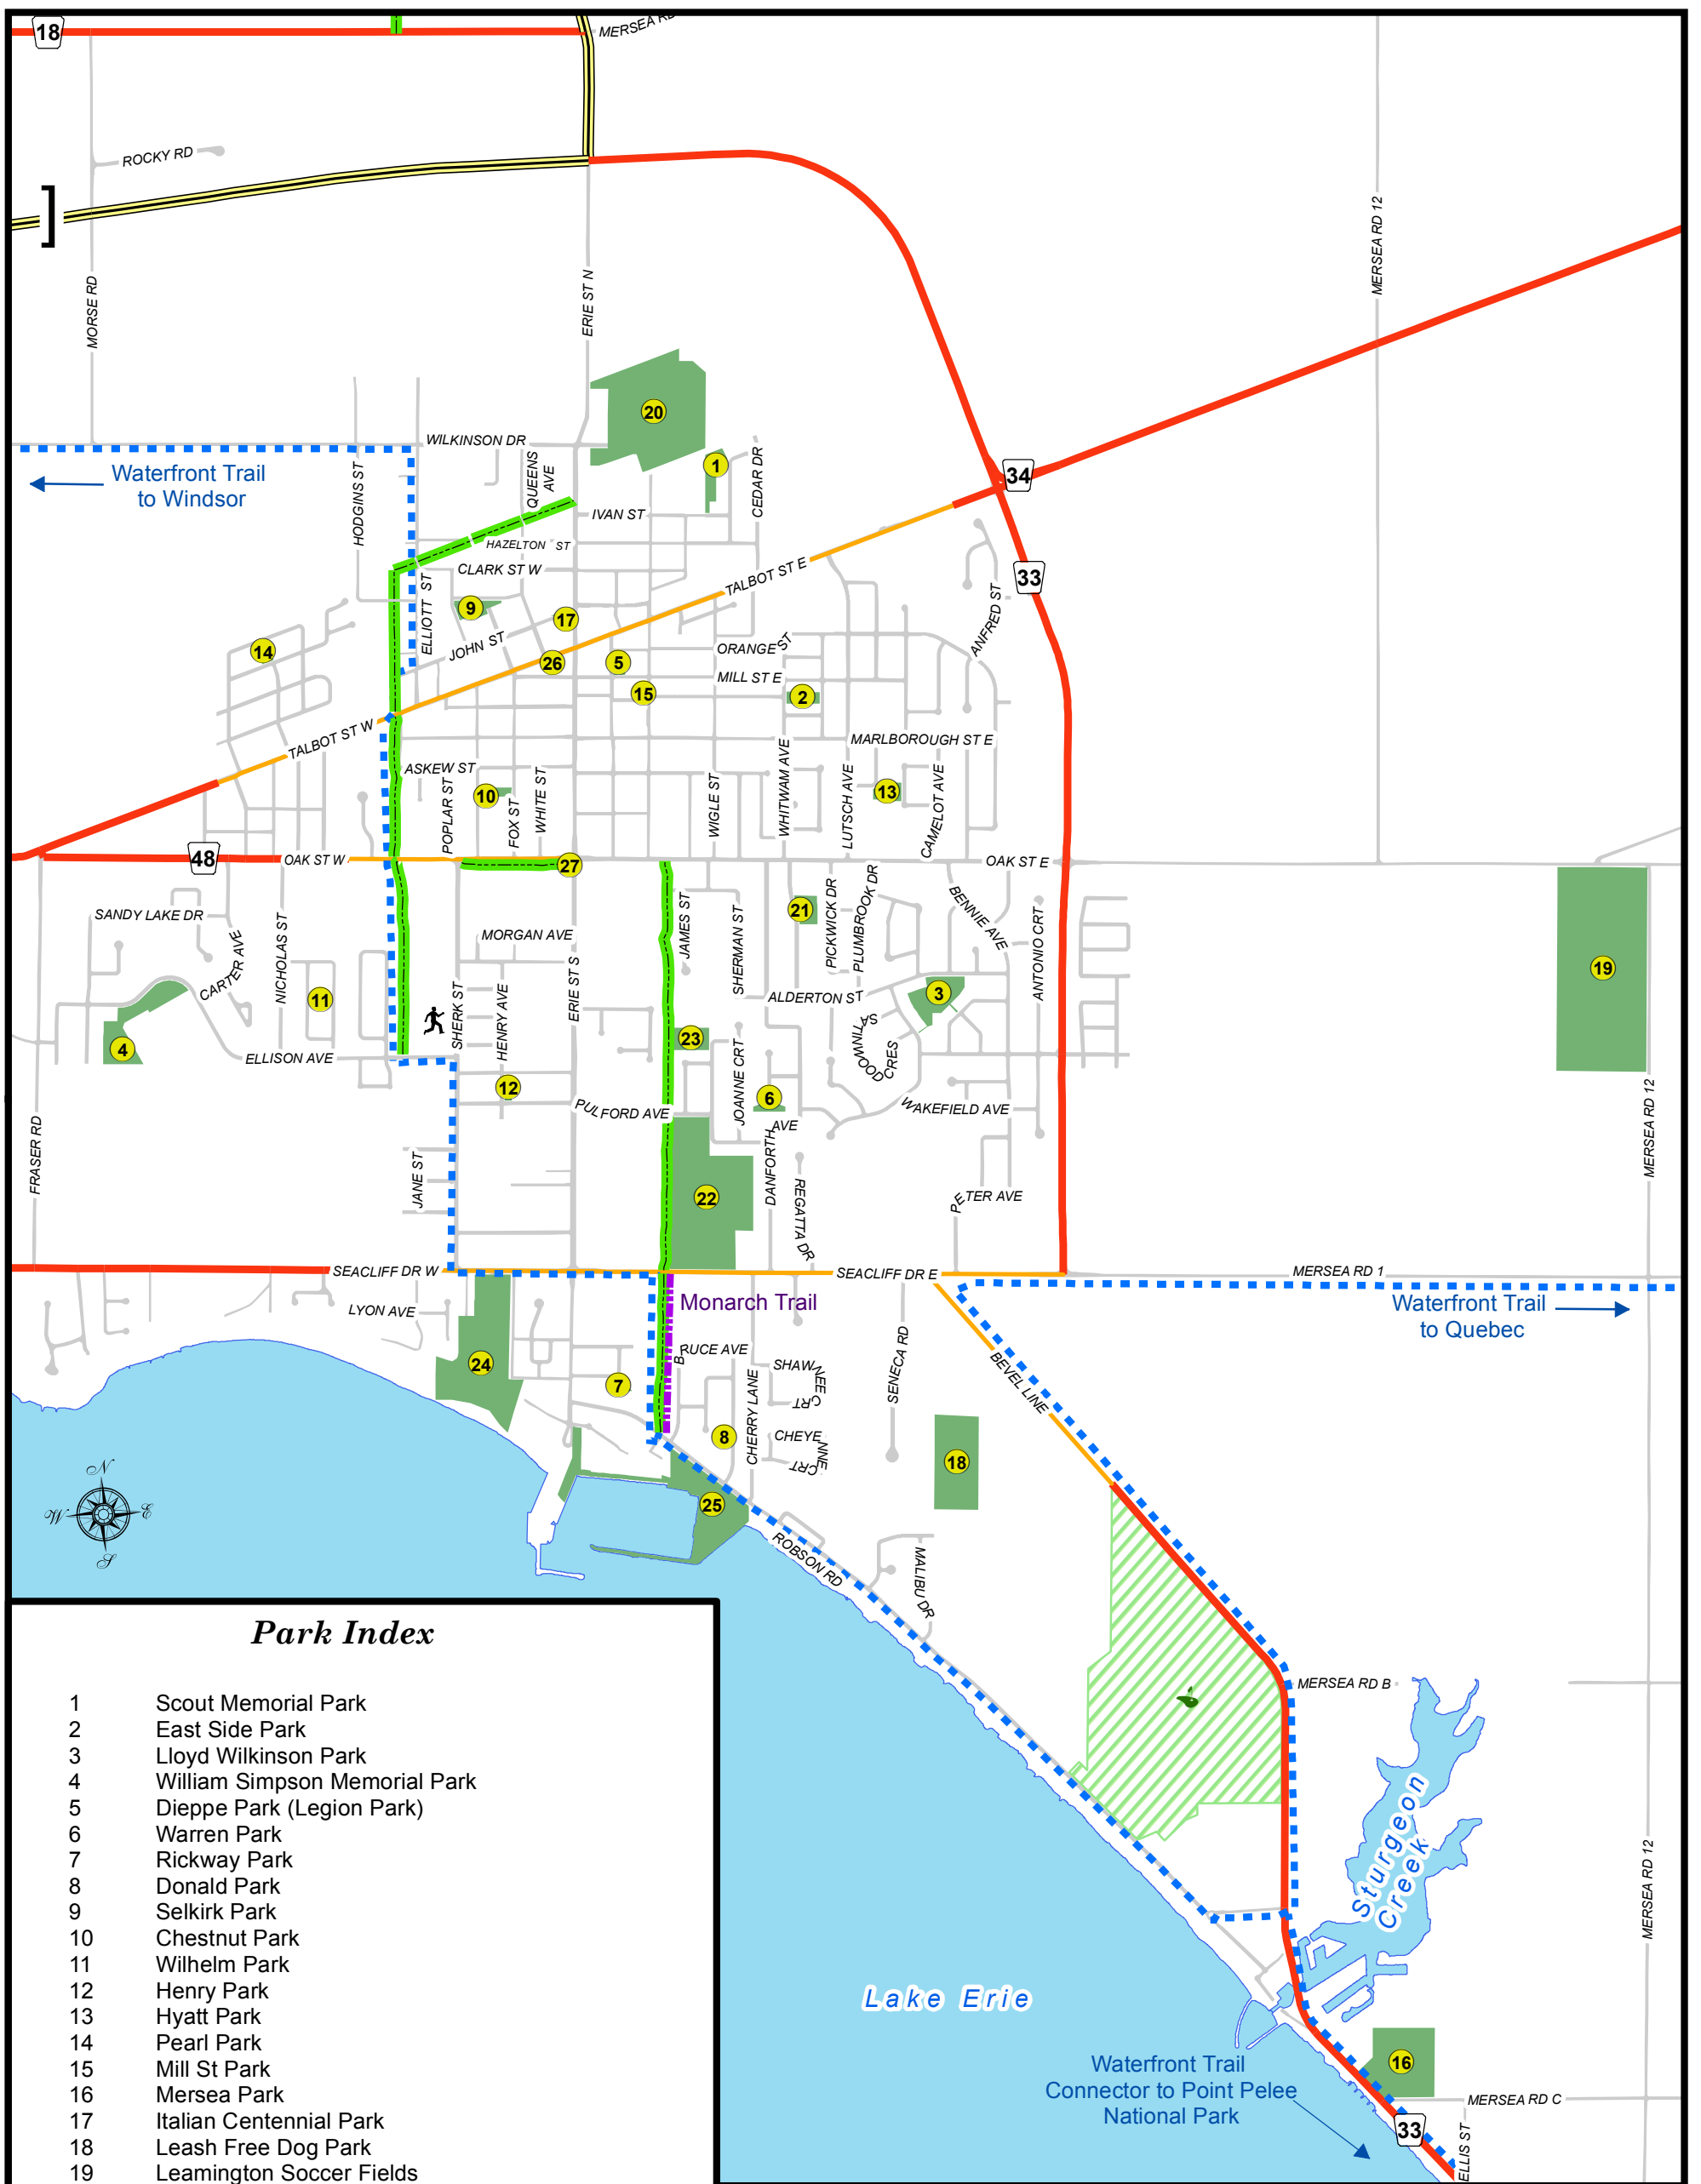 18
MERSEA RD
ROCKY RD
]
MORSE RD
ERIE ST N
MERSEA RD 12
20
WILKINSON DR
1
Waterfront Trail
to Windsor
HODGINS ST
QUEENS
AVE
CEDAR DR
34
IVAN ST
HAZELTON ST
CLARK ST W
TALBOT ST E
33
ELLIOTT ST
9
17
ANFRED ST
JOHN ST
14
26
5
ORANGE ST
MILL ST E
15
2
TALBOT ST W
MARLBOROUGH ST E
ASKEW ST
10
POPLAR ST
FOX ST
WHITE ST
WIGLE ST
WHITWAM AVE
LUTSCH AVE
13
CAMELOT AVE
48
OAK ST W
27
OAK ST E
SANDY LAKE DR
CARTER AVE
NICHOLAS ST
MORGAN AVE
JAMES ST
SHERMAN ST
21
PICKWICK DR
PLUMBROOK DR
BENNIE AVE
ANTONIO CRT
19
11
SHERK ST
HENRY AVE
ERIE ST S
ALDERTON ST
3
SATINWOOD
CRES
4
ELLISON AVE
23
JOANNE CRT
12
6
PULFORD AVE
WAKEFIELD AVE
DANFORTH
AVE
FRASER RD
JANE ST
22
REGATTA DR
PETER AVE
MERSEA RD 12
SEACLIFF DR W
SEACLIFF DR E
MERSEA RD 1
LYON AVE
Monarch Trail
Waterfront Trail
to Quebec
24
7
BRUCE AVE
SHAWNEE CRT
CHERRY LANE
SENECA RD
BEVEL LINE
8
CHEYENNE CRT
18
25
N
W
E
S
ROBSON RD
MALIBU DR
MERSEA RD B
Sturgeon
Creek
MERSEA RD 12
Lake Erie
Waterfront Trail
Connector to Point Pelee
National Park
16
MERSEA RD C
33
ELLIS ST
Park Index
1 Scout Memorial Park
2 East Side Park
3 Lloyd Wilkinson Park
4 William Simpson Memorial Park
5 Dieppe Park (Legion Park)
6 Warren Park
7 Rickway Park
8 Donald Park
9 Selkirk Park
10 Chestnut Park
11 Wilhelm Park
12 Henry Park
13 Hyatt Park
14 Pearl Park
15 Mill St Park
16 Mersea Park
17 Italian Centennial Park
18 Leash Free Dog Park
19 Leamington Soccer Fields